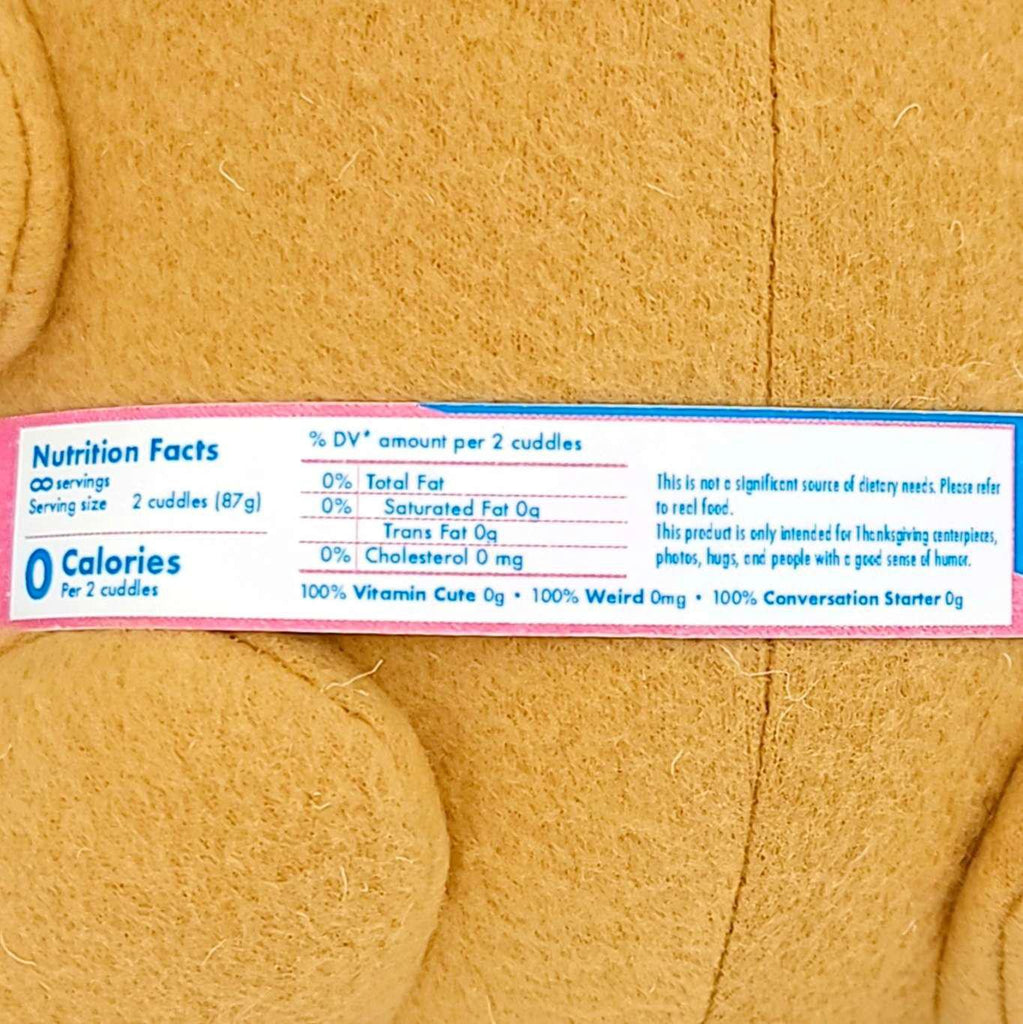 Nutrition Facts
∞ servings
Serving size 2 cuddles (87g)
0 Calories
Per 2 cuddles
% DV* amount per 2 cuddles
0% Total Fat
0% Saturated Fat 0g
Trans Fat 0g
0% Cholesterol 0 mg
100% Vitamin Cute 0g • 100% Weird 0mg • 100% Conversation Starter 0g
This is not a significant source of dietary needs. Please refer
to real food.
This product is only intended for Thanksgiving centerpieces,
photos, hugs, and people with a good sense of humor.